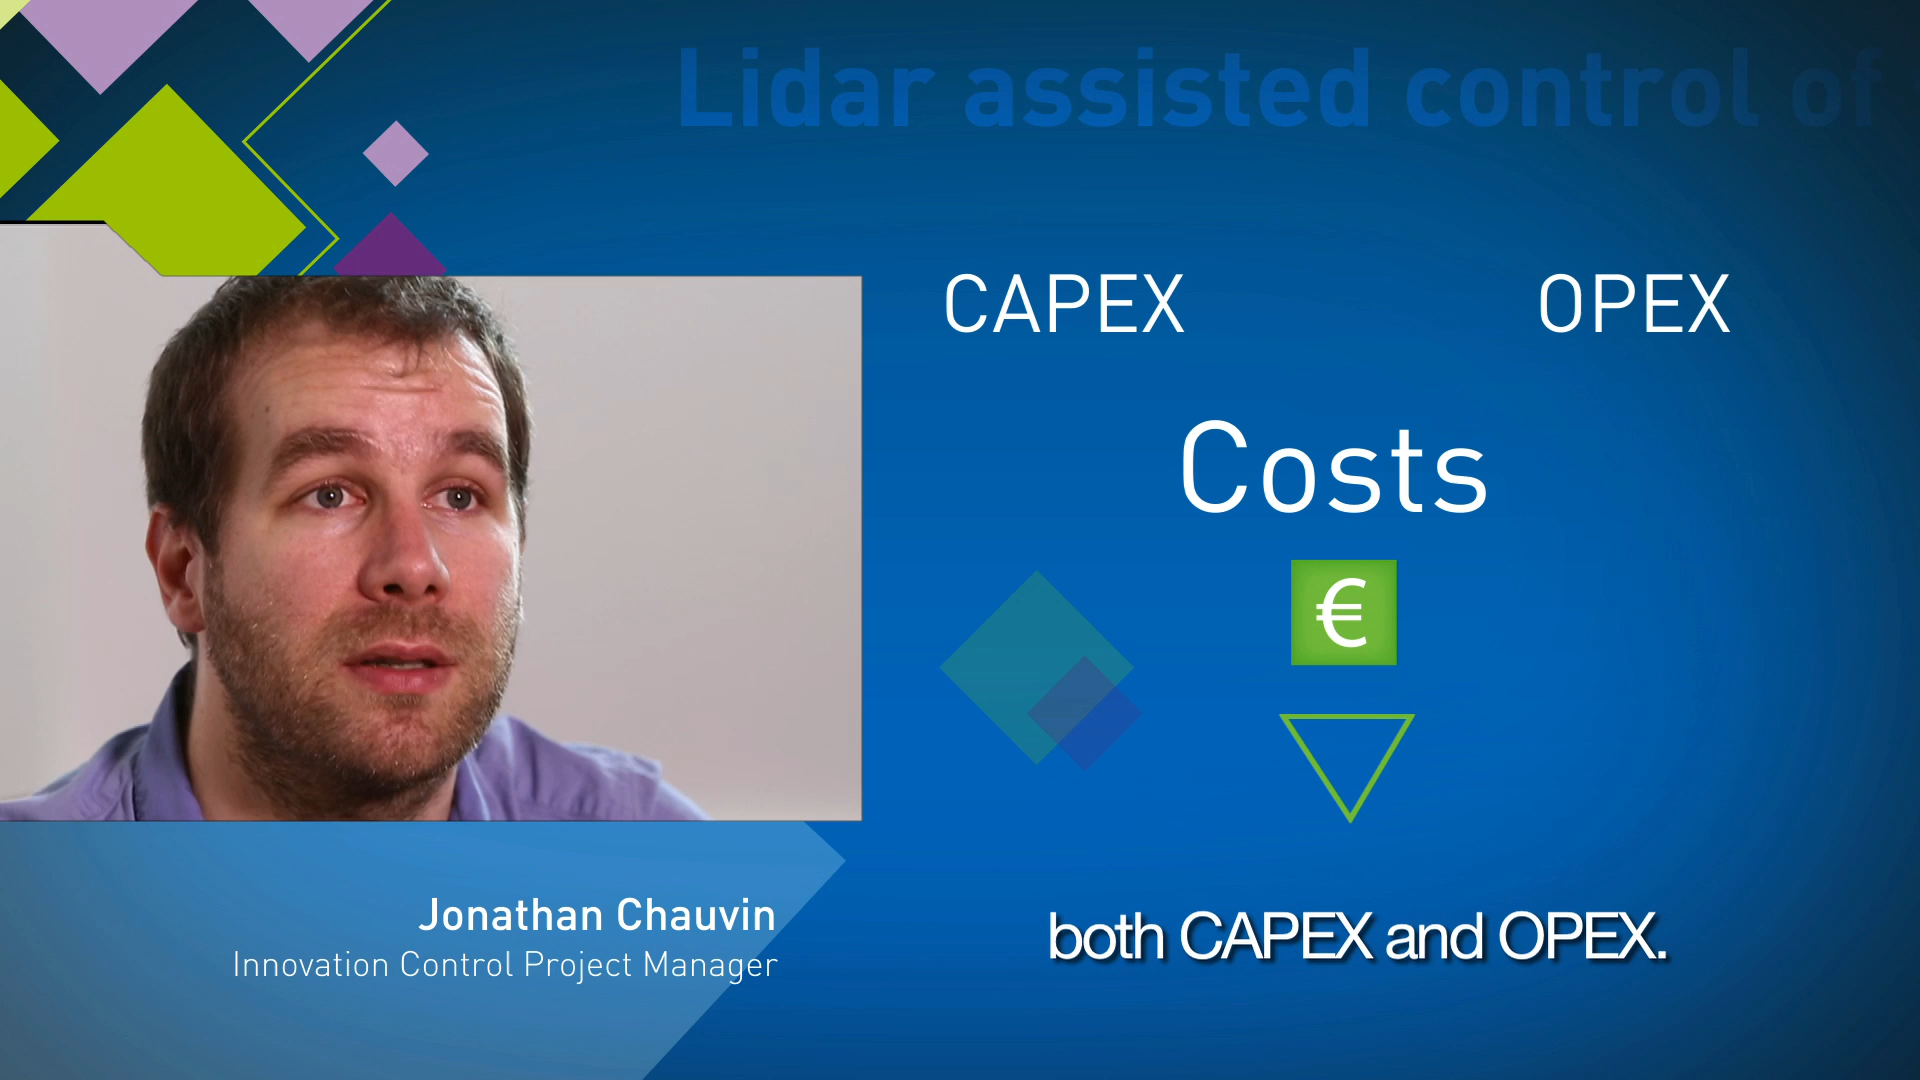 Lidar assisted control of
CAPEX
OPEX
Costs
€
Jonathan Chauvin
Innovation Control Project Manager
both CAPEX and OPEX.